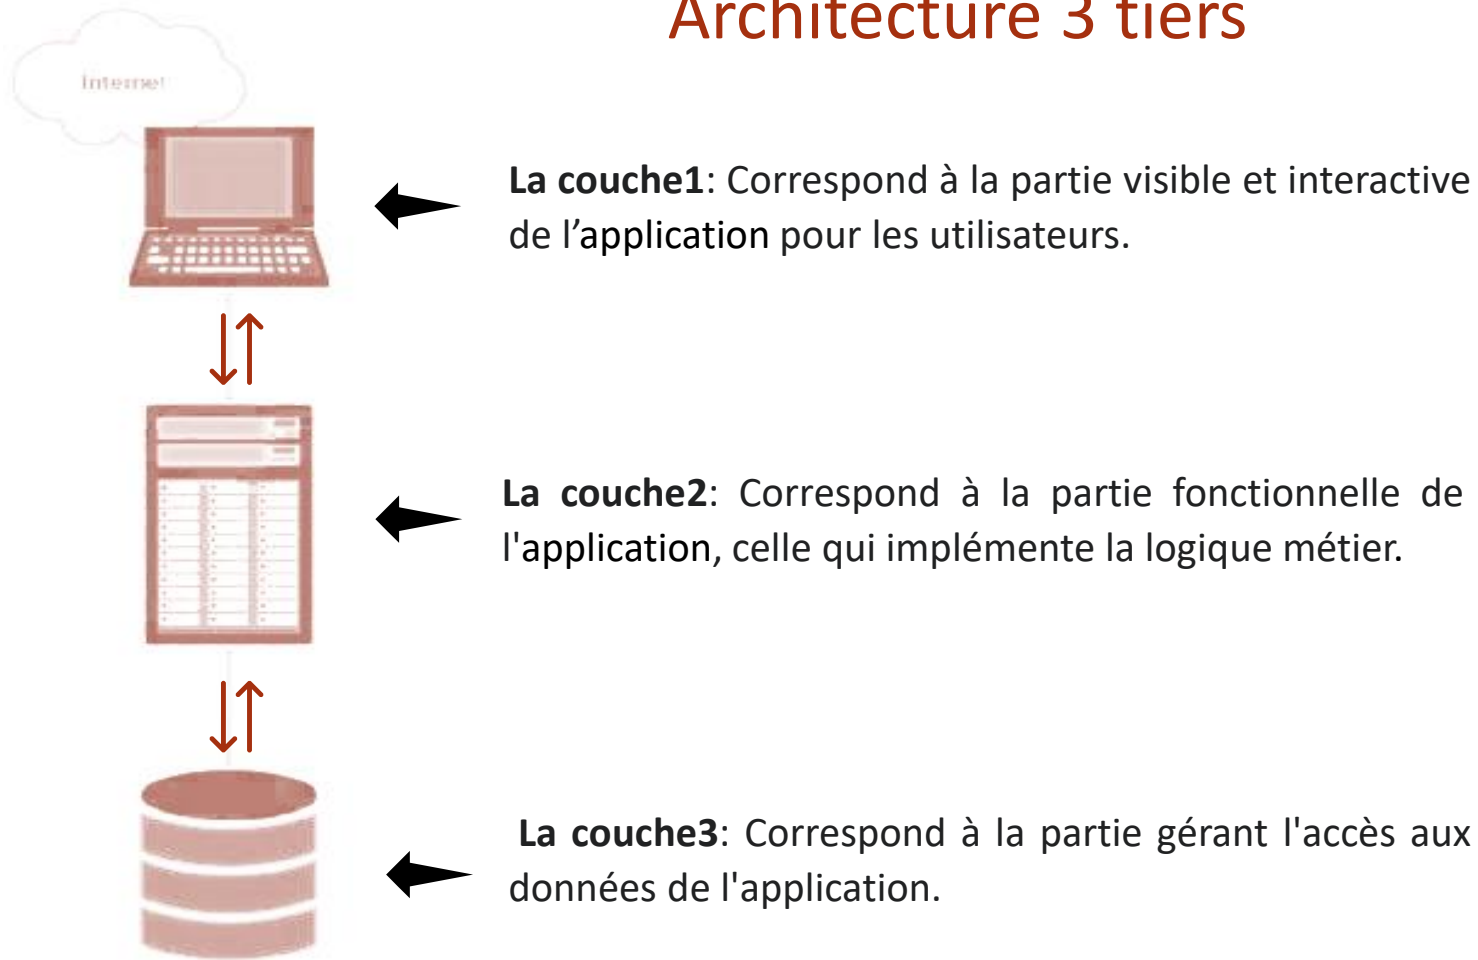 Architecture 3 tiers
Internet
La couche1: Correspond à la partie visible et interactive
de l’application pour les utilisateurs.
La couche2: Correspond à la partie fonctionnelle de
l'application, celle qui implémente la logique métier.
La couche3: Correspond à la partie gérant l'accès aux
données de l'application.